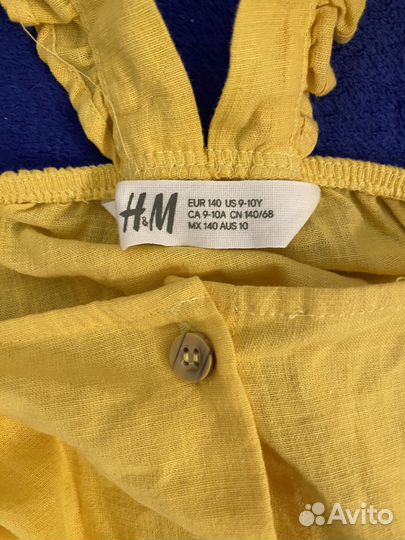 H&M
EUR 140 US 9-10Y
CA 9-10A CN 140/68
MX 140 AUS 10
Avito